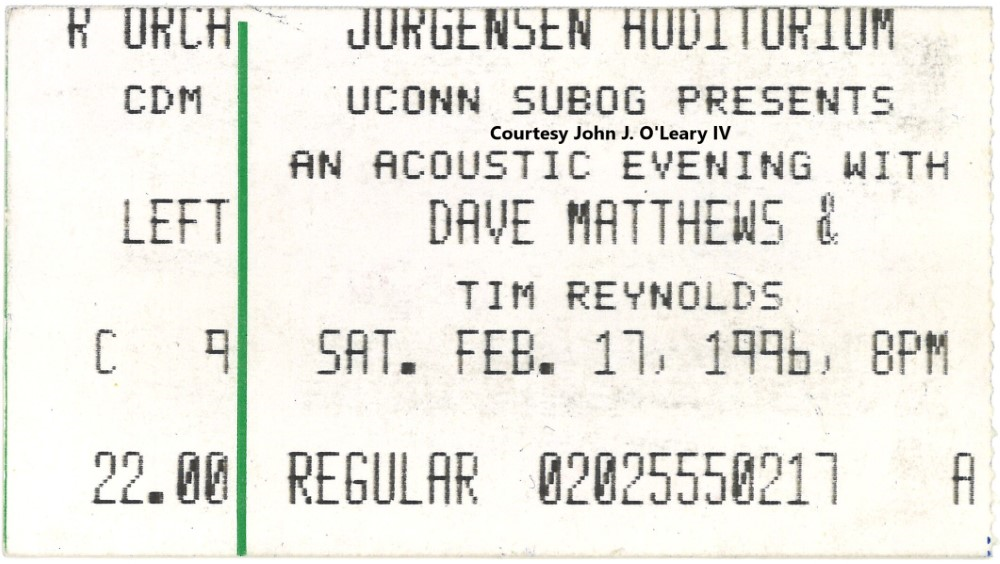 R ORCH JORGENSEN AUDITORIUM
CDM UCONN SUBOG PRESENTS
Courtesy John J. O'Leary IV
AN ACOUSTIC EVENING WITH
LEFT DAVE MATTHEWS &
TIM REYNOLDS
C 9 SAT. FEB. 17, 1996, 8PM
22.00 REGULAR 02025550217 A